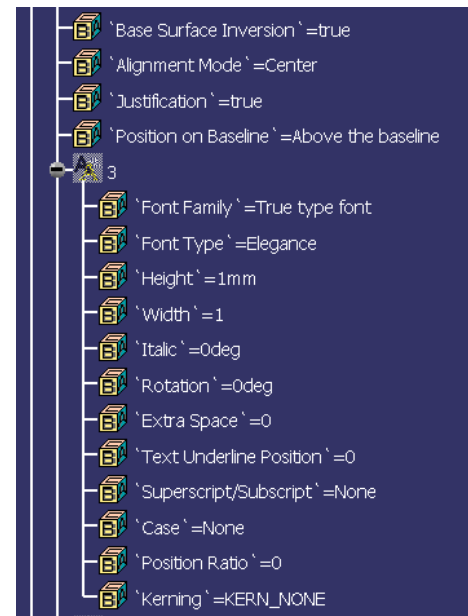 `Base Surface Inversion`=true
`Alignment Mode`=Center
`Justification`=true
`Position on Baseline`=Above the baseline
3
`Font Family`=True type font
`Font Type`=Elegance
`Height`=1mm
`Width`=1
`Italic`=0deg
`Rotation`=0deg
`Extra Space`=0
`Text Underline Position`=0
`Superscript/Subscript`=None
`Case`=None
`Position Ratio`=0
`Kerning`=KERN_NONE